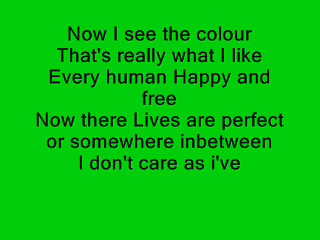 Now I see the colour
That's really what I like
Every human Happy and
free
Now there Lives are perfect
or somewhere inbetween
I don't care as i've